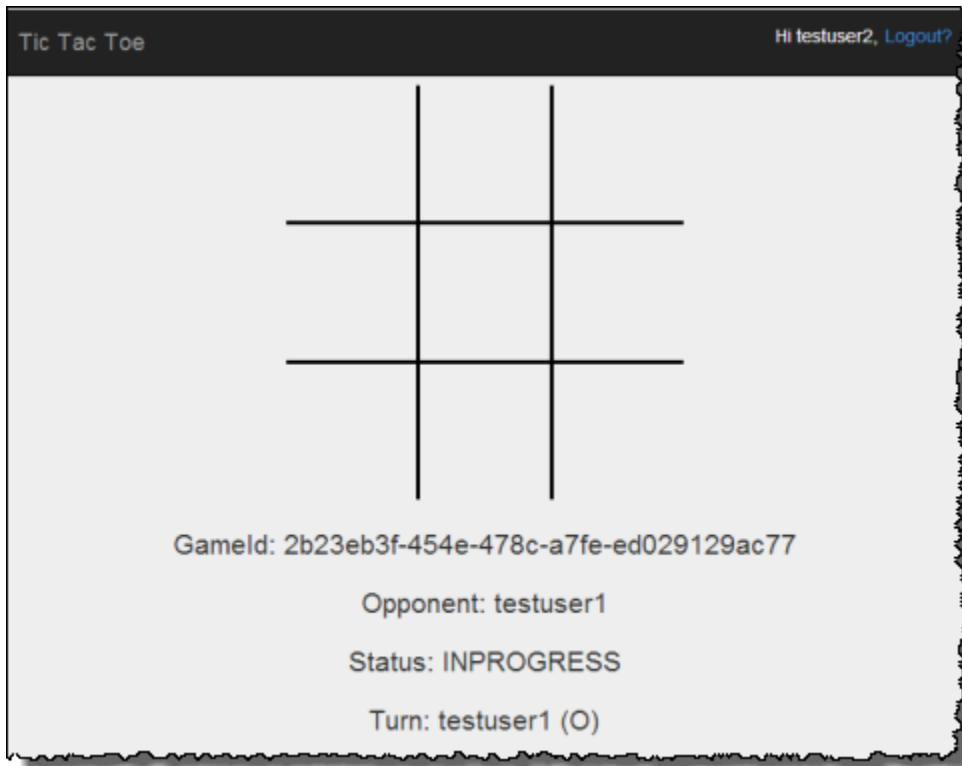 Tic Tac Toe
Hi testuser2, Logout?
GameId: 2b23eb3f-454e-478c-a7fe-ed029129ac77
Opponent: testuser1
Status: INPROGRESS
Turn: testuser1 (O)